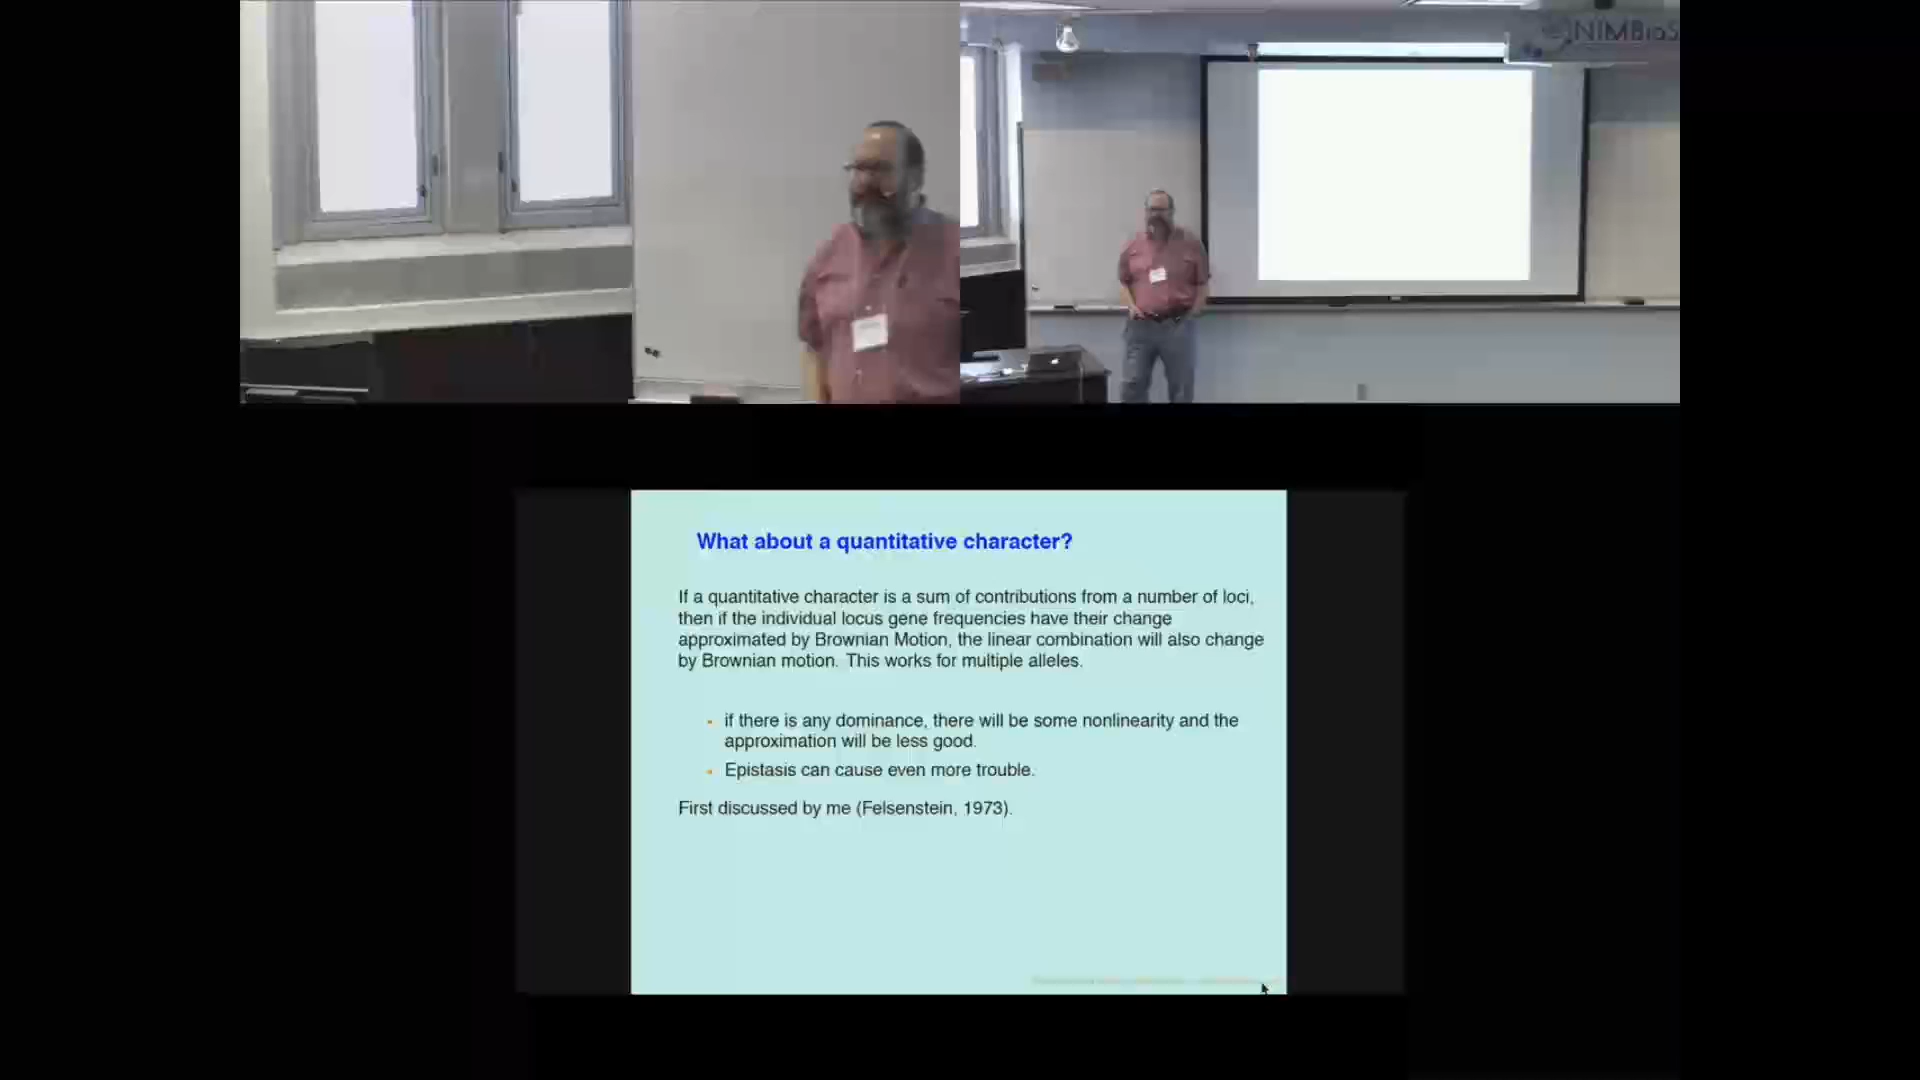 NIMBioS
What about a quantitative character?
If a quantitative character is a sum of contributions from a number of loci,
then if the individual locus gene frequencies have their change
approximated by Brownian Motion, the linear combination will also change
by Brownian motion. This works for multiple alleles.
if there is any dominance, there will be some nonlinearity and the
approximation will be less good.
Epistasis can cause even more trouble.
First discussed by me (Felsenstein, 1973).